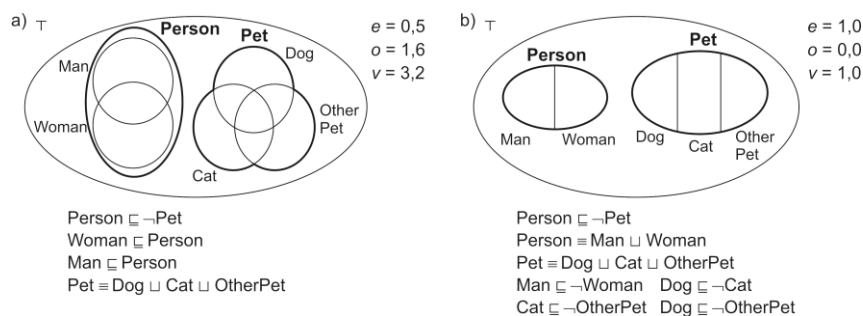 a) ⊤
Person
Pet
Man
Dog
Woman
Other
Pet
Cat
e = 0,5
o = 1,6
v = 3,2
Person ⊑ ¬Pet
Woman ⊑ Person
Man ⊑ Person
Pet ≡ Dog ⊔ Cat ⊔ OtherPet
b) ⊤
Person
Pet
Man
Woman
Dog
Cat
Other
Pet
e = 1,0
o = 0,0
v = 1,0
Person ⊑ ¬Pet
Person ≡ Man ⊔ Woman
Pet ≡ Dog ⊔ Cat ⊔ OtherPet
Man ⊑ ¬Woman Dog ⊑ ¬Cat
Cat ⊑ ¬OtherPet Dog ⊑ ¬OtherPet